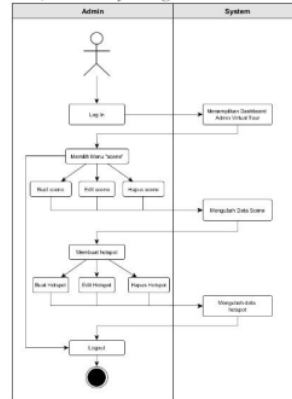 Admin
System
Log in
Menampilkan Dashboard
Admin Virtual Tour
Memilih Menu "scene"
Buat scene
Edit scene
Hapus scene
Mengubah Data Scene
Membuat hotspot
Buat Hotspot
Edit Hotspot
Hapus Hotspot
Mengubah data
hotspot
Logout